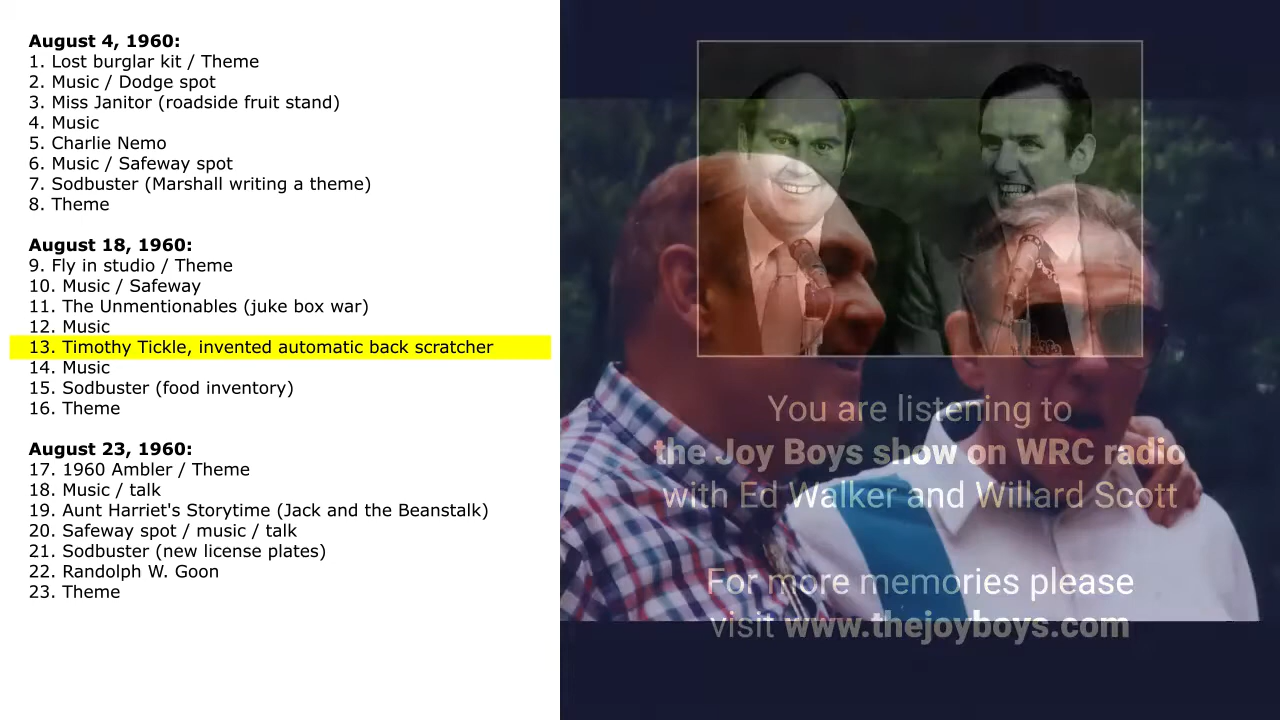 August 4, 1960:
1. Lost burglar kit / Theme
2. Music / Dodge spot
3. Miss Janitor (roadside fruit stand)
4. Music
5. Charlie Nemo
6. Music / Safeway spot
7. Sodbuster (Marshall writing a theme)
8. Theme
August 18, 1960:
9. Fly in studio / Theme
10. Music / Safeway
11. The Unmentionables (juke box war)
12. Music
13. Timothy Tickle, invented automatic back scratcher
14. Music
15. Sodbuster (food inventory)
16. Theme
August 23, 1960:
17. 1960 Ambler / Theme
18. Music / talk
19. Aunt Harriet's Storytime (Jack and the Beanstalk)
20. Safeway spot / music / talk
21. Sodbuster (new license plates)
22. Randolph W. Goon
23. Theme
You are listening to
the Joy Boys show on WRC radio
with Ed Walker and Willard Scott
For more memories please
visit www.thejoyboys.com